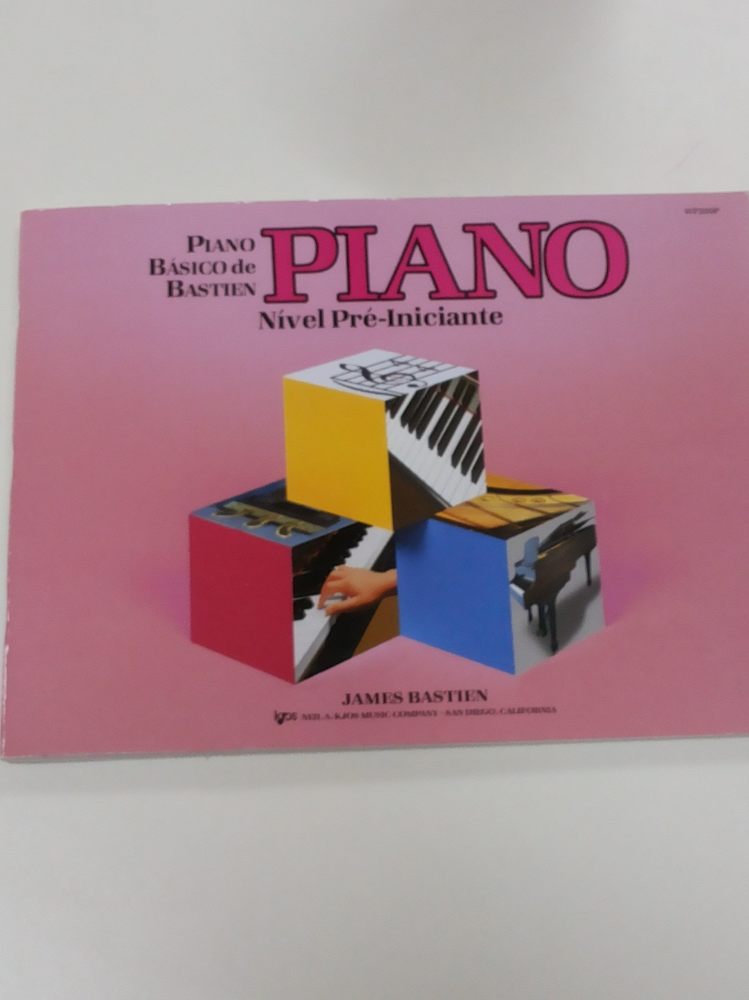 PIANO
BÁSICO de
BASTIEN
PIANO
Nível Pré-Iniciante
JAMES BASTIEN
kjos NEIL A. KJOS MUSIC COMPANY · SAN DIEGO, CALIFORNIA